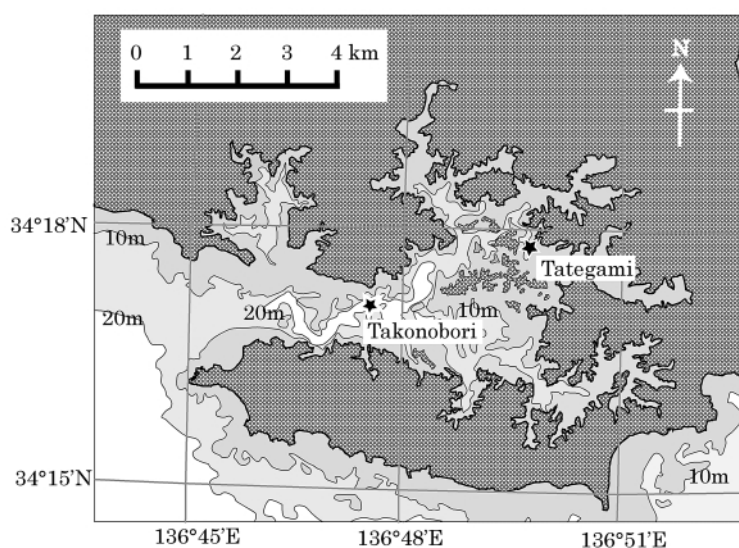 0 1 2 3 4 km
N
34°18'N
10m
Tategami
20m
20m
10m
Takonobori
34°15'N
10m
136°45'E 136°48'E 136°51'E